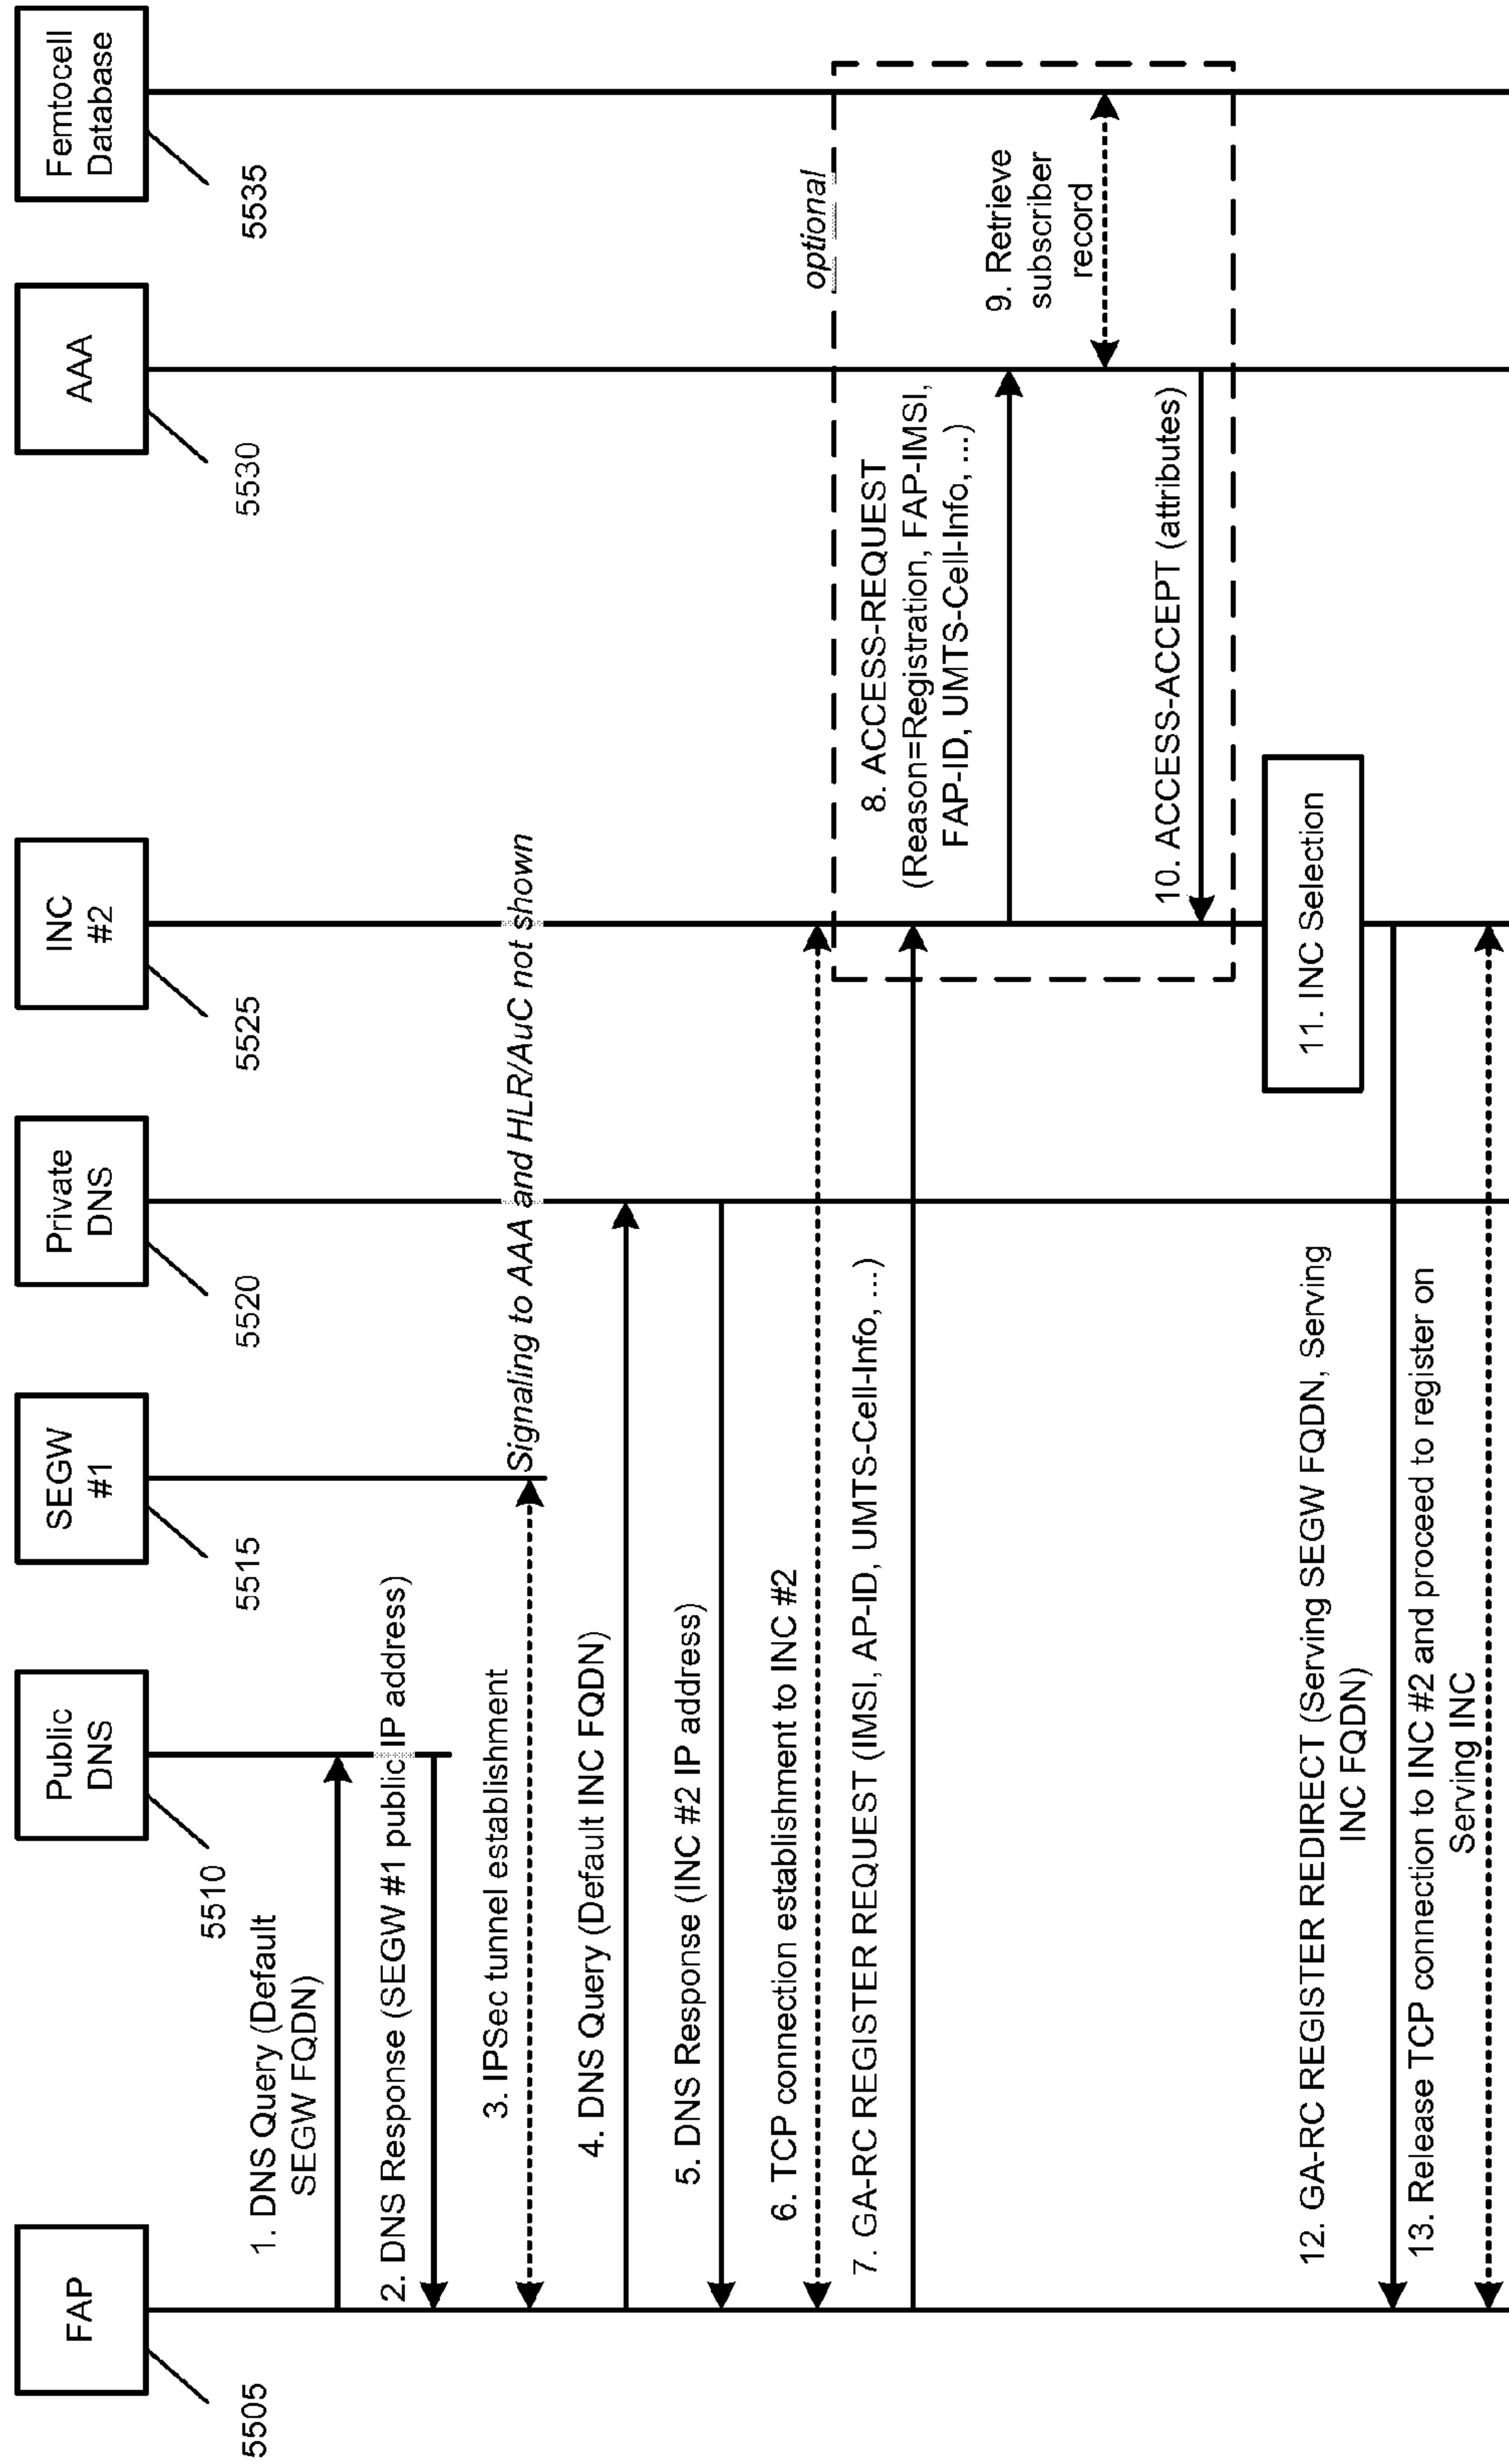 FAP
Public
DNS
SEGW
#1
Private
DNS
INC
#2
AAA
Femtocell
Database
5505
5510
5515
5520
5525
5530
5535
1. DNS Query (Default
SEGW FQDN)
2. DNS Response (SEGW #1 public IP address)
3. IPSec tunnel establishment
Signaling to AAA and HLR/AuC not shown
4. DNS Query (Default INC FQDN)
5. DNS Response (INC #2 IP address)
6. TCP connection establishment to INC #2
optional
7. GA-RC REGISTER REQUEST (IMSI, AP-ID, UMTS-Cell-Info, ...)
8. ACCESS-REQUEST
(Reason=Registration, FAP-IMSI,
FAP-ID, UMTS-Cell-Info, ...)
9. Retrieve
subscriber
record
10. ACCESS-ACCEPT (attributes)
11. INC Selection
12. GA-RC REGISTER REDIRECT (Serving SEGW FQDN, Serving
INC FQDN)
13. Release TCP connection to INC #2 and proceed to register on
Serving INC